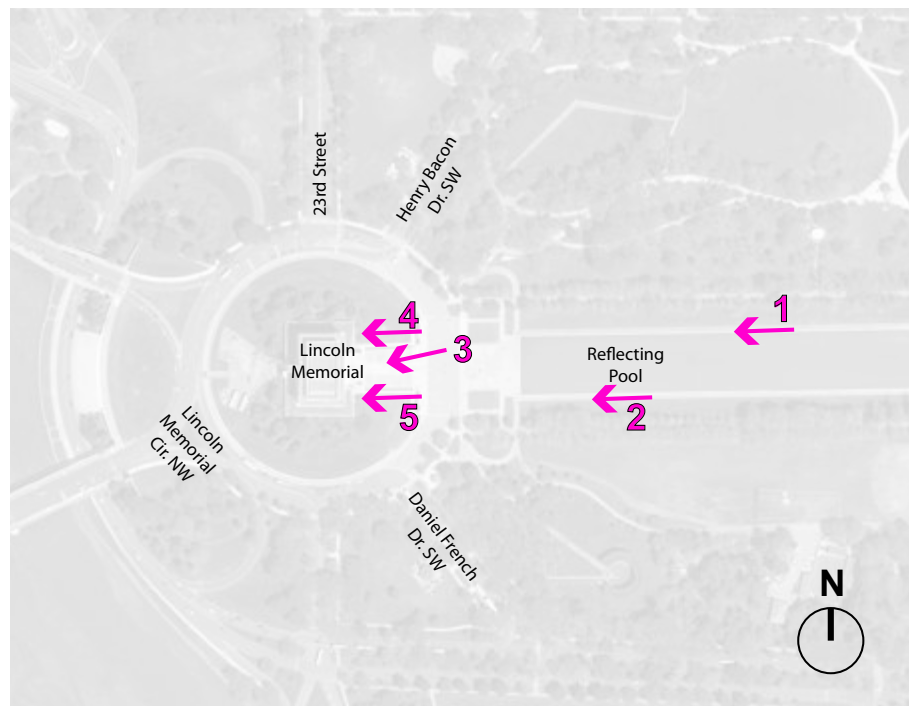 23rd Street
Henry Bacon
Dr. SW
1
4
3
Lincoln
Memorial
Reflecting
Pool
5
2
Lincoln
Memorial
Cir. NW
Daniel French
Dr. SW
N